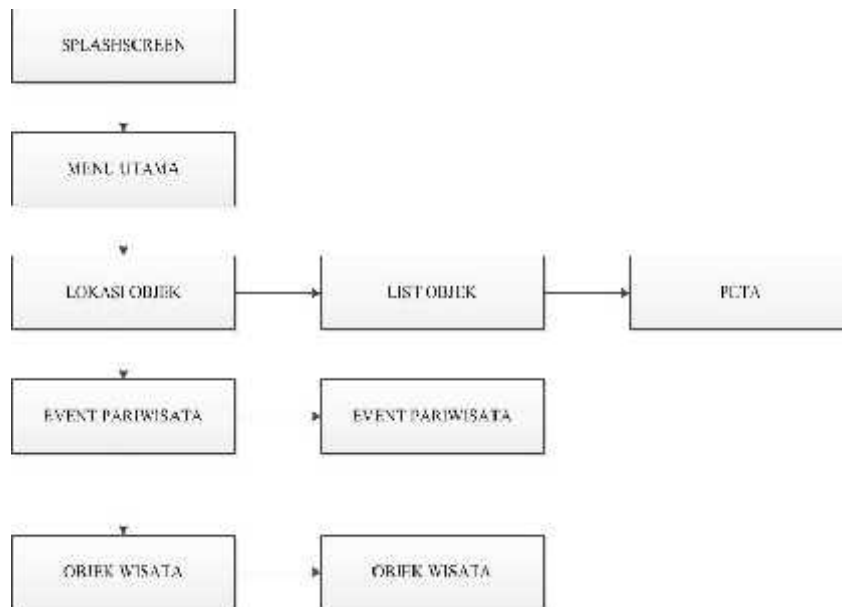 SPLASHSCREEN
MENU UTAMA
LOKASI OBJEK
LIST OBJEK
PETA
EVENT PARIWISATA
EVENT PARIWISATA
OBJEK WISATA
OBJEK WISATA